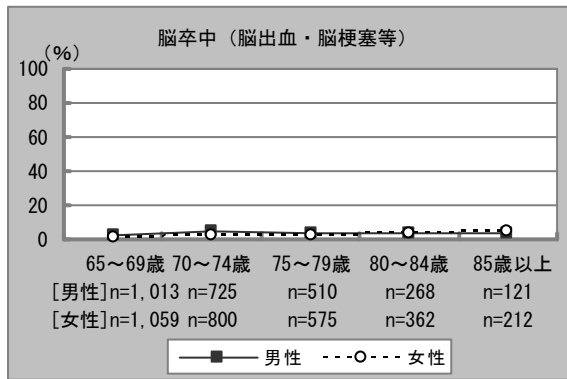 脳卒中（脳出血・脳梗塞等）
（%）
100
80
60
40
20
0
65～69歳 70～74歳 75～79歳 80～84歳 85歳以上
[男性]n=1,013 n=725 n=510 n=268 n=121
[女性]n=1,059 n=800 n=575 n=362 n=212
男性 女性